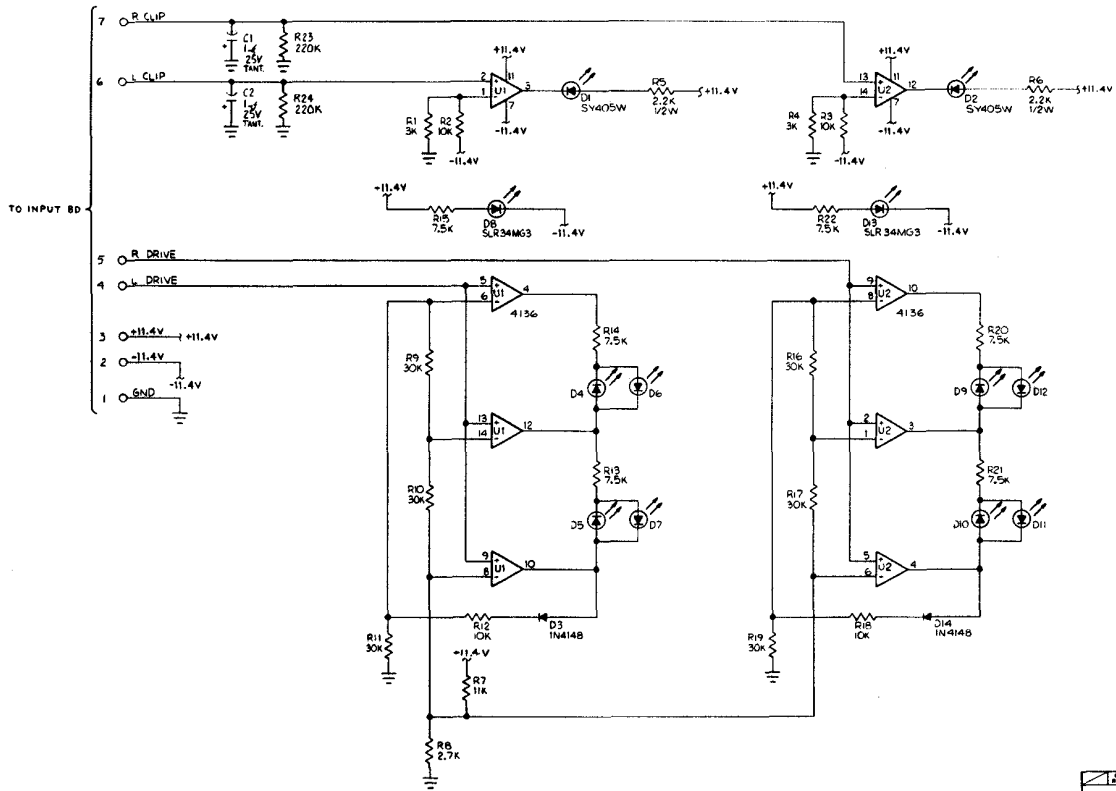 7 R CLIP
C1
1µf
25V
TANT.
R23
220K
6 L CLIP
C2
1µf
25V
TANT.
R24
220K
+11.4V
2
1
11
U1
3
7
-11.4V
R1
3K
R2
10K
-11.4V
D1
SY405W
R5
2.2K
1/2W
+11.4V
+11.4V
13
14
11
U2
12
7
-11.4V
R4
3K
R3
10K
-11.4V
D2
SY405W
R6
2.2K
1/2W
+11.4V
TO INPUT BD
+11.4V
R15
7.5K
D8
SLR34MG3
-11.4V
+11.4V
R22
7.5K
D13
SLR34MG3
-11.4V
5 R DRIVE
4 L DRIVE
3 +11.4V +11.4V
2 -11.4V
-11.4V
1 GND
5
6
U1
4
4136
R14
7.5K
R9
30K
D4
D6
13
14
U1
12
R13
7.5K
R10
30K
D5
D7
9
8
U1
10
R12
10K
D3
1N4148
R11
30K
+11.4V
R7
11K
R8
2.7K
9
8
U2
10
4136
R20
7.5K
R16
30K
D9
D12
2
1
U2
3
R21
7.5K
R17
30K
D10
D11
5
6
U2
4
R18
10K
D14
1N4148
R19
30K